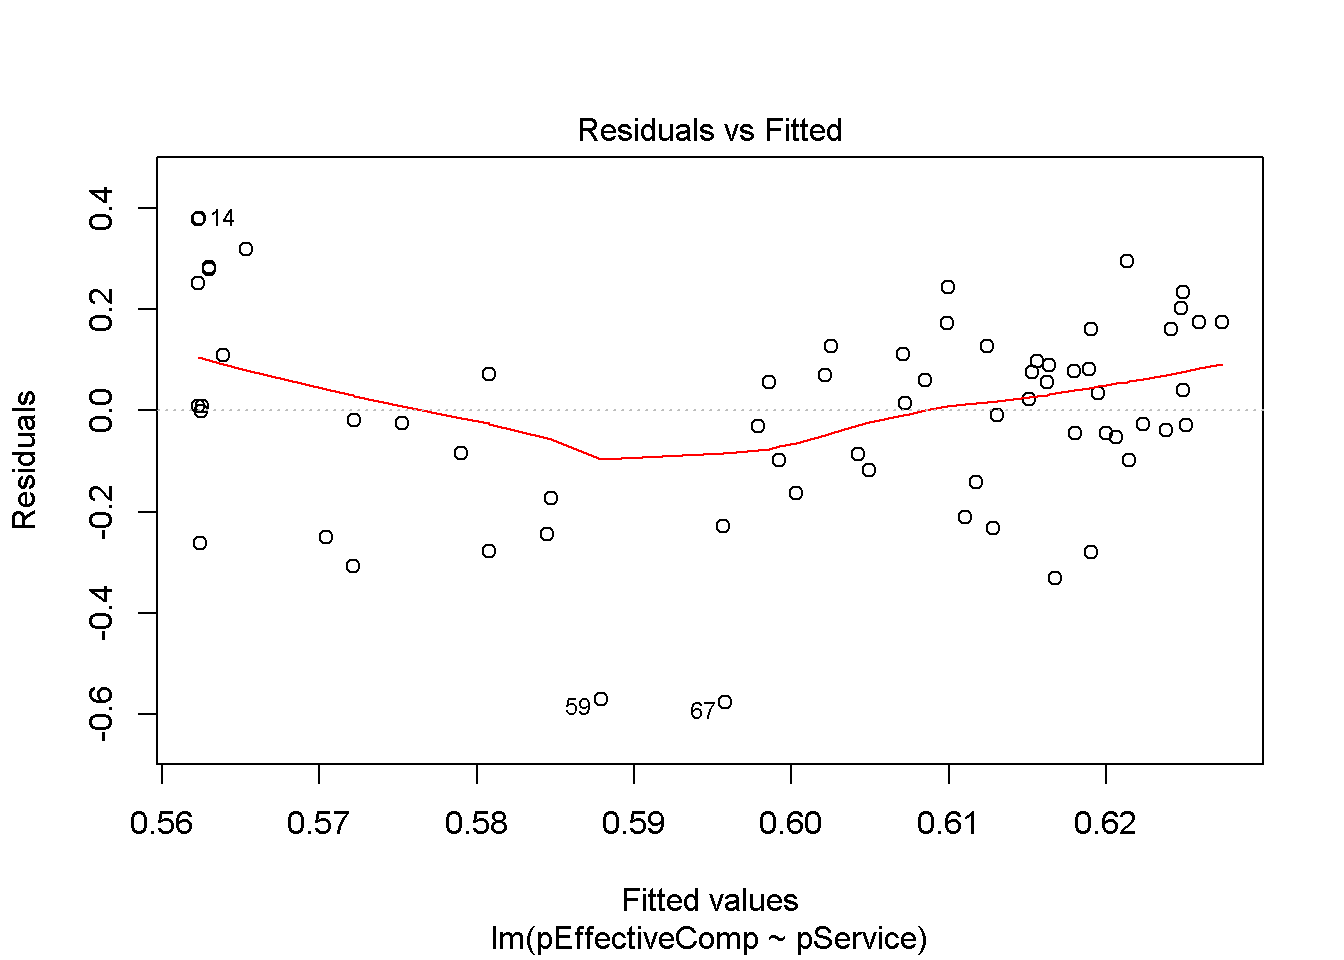 Residuals vs Fitted
Residuals
0.4
0.2
0.0
-0.2
-0.4
-0.6
14
59
67
0.56 0.57 0.58 0.59 0.60 0.61 0.62
Fitted values
lm(pEffectiveComp ~ pService)